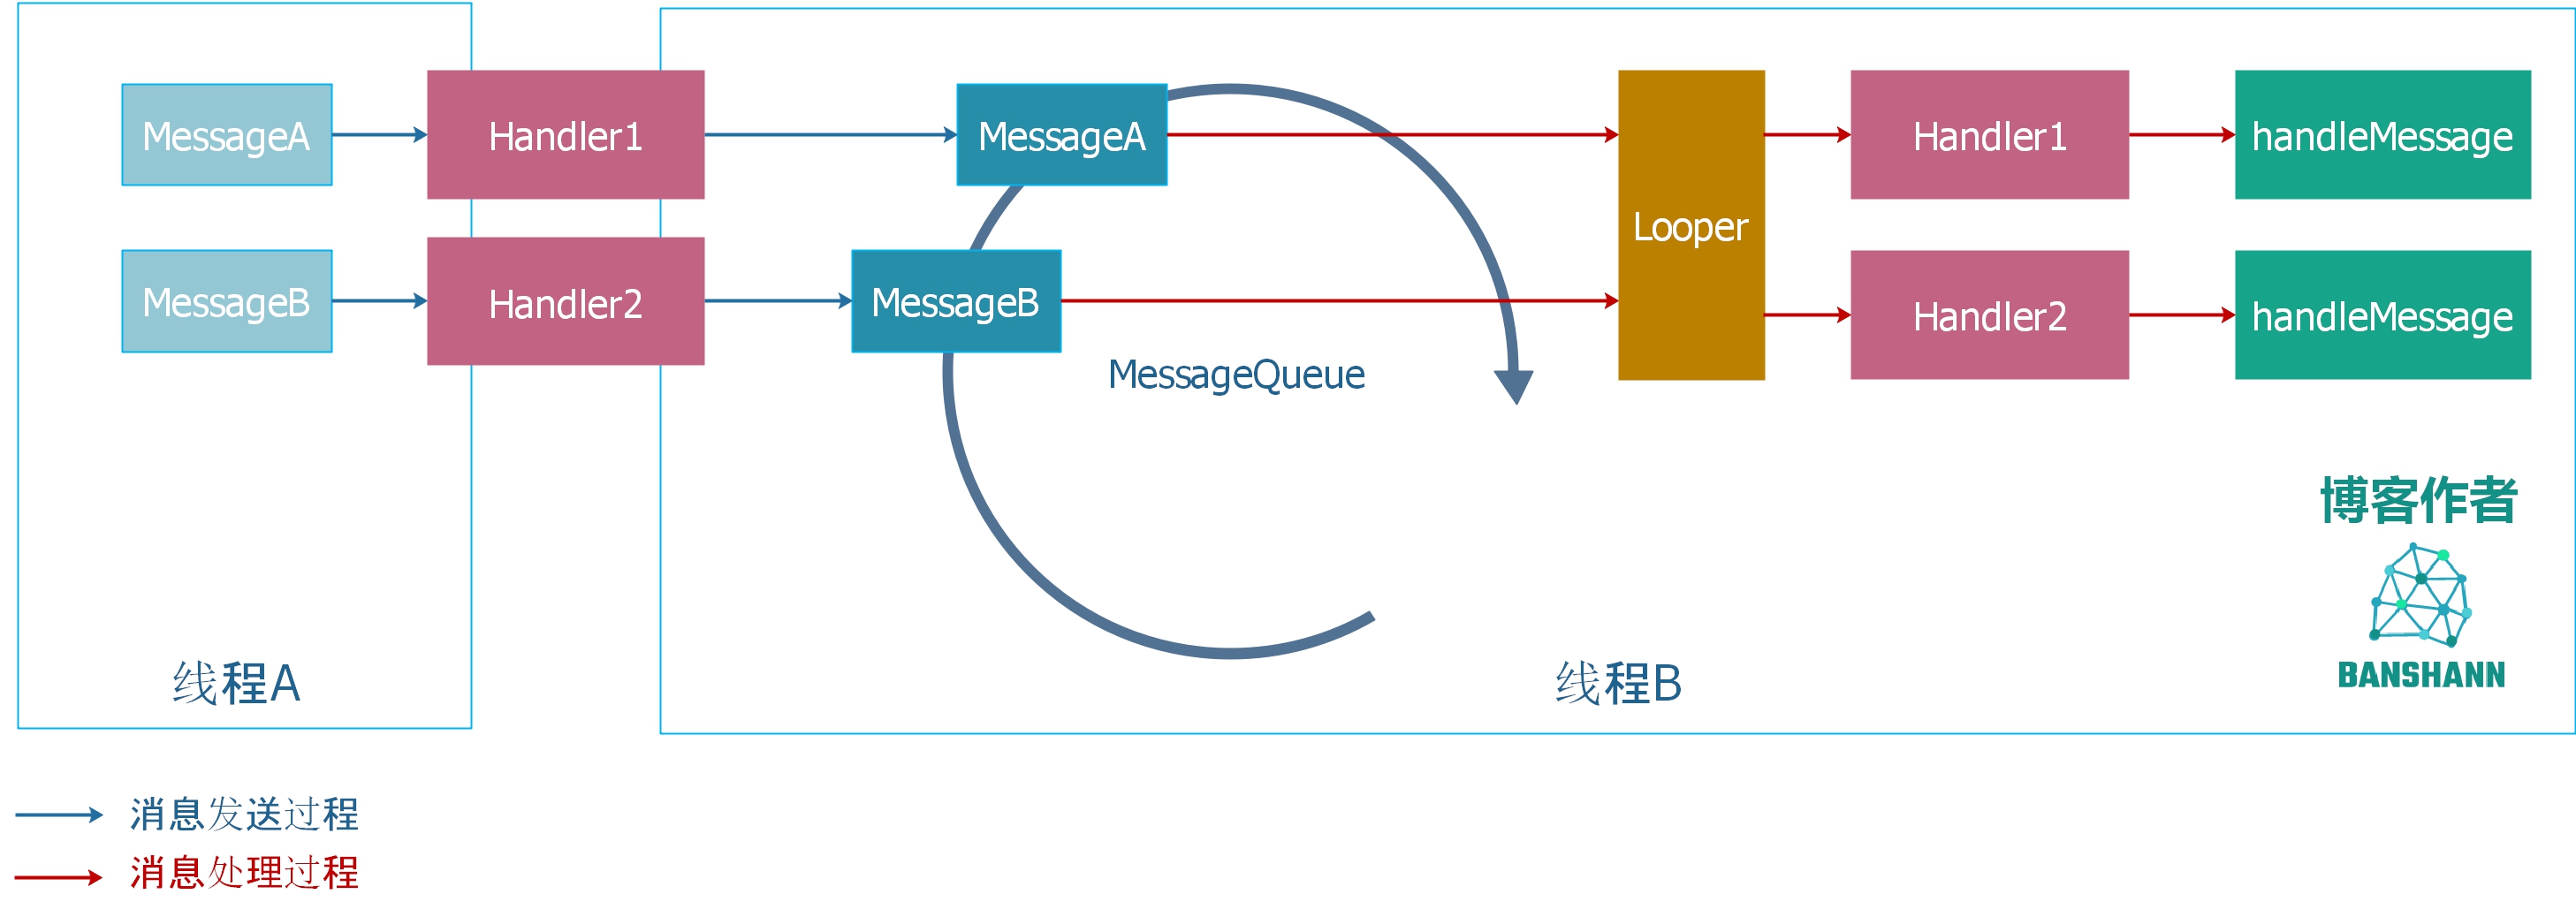 MessageA
Handler1
MessageA
Looper
Handler1
handleMessage
MessageB
Handler2
MessageB
Handler2
handleMessage
MessageQueue
博客作者
BANSHANN
线程A
线程B
消息发送过程
消息处理过程